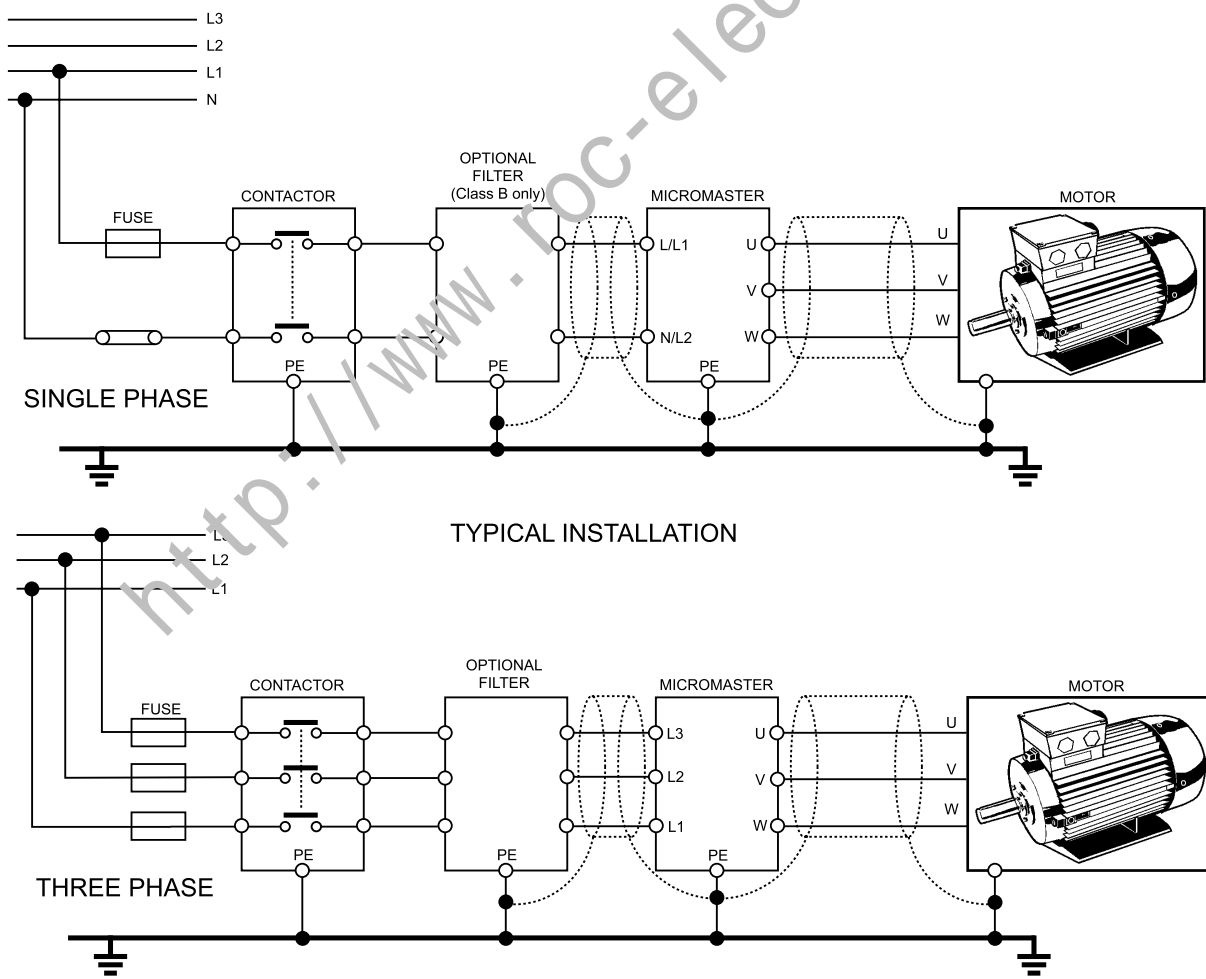 L3
L2
L1
N
OPTIONAL
FILTER
(Class B only)
CONTACTOR
MICROMASTER
MOTOR
FUSE
L/L1
U
U
V
V
W
N/L2
W
PE
PE
PE
SINGLE PHASE
http://www.roc-elec
TYPICAL INSTALLATION
L2
L1
OPTIONAL
FILTER
CONTACTOR
MICROMASTER
MOTOR
FUSE
L3
U
U
L2
V
V
L1
W
W
PE
PE
PE
THREE PHASE